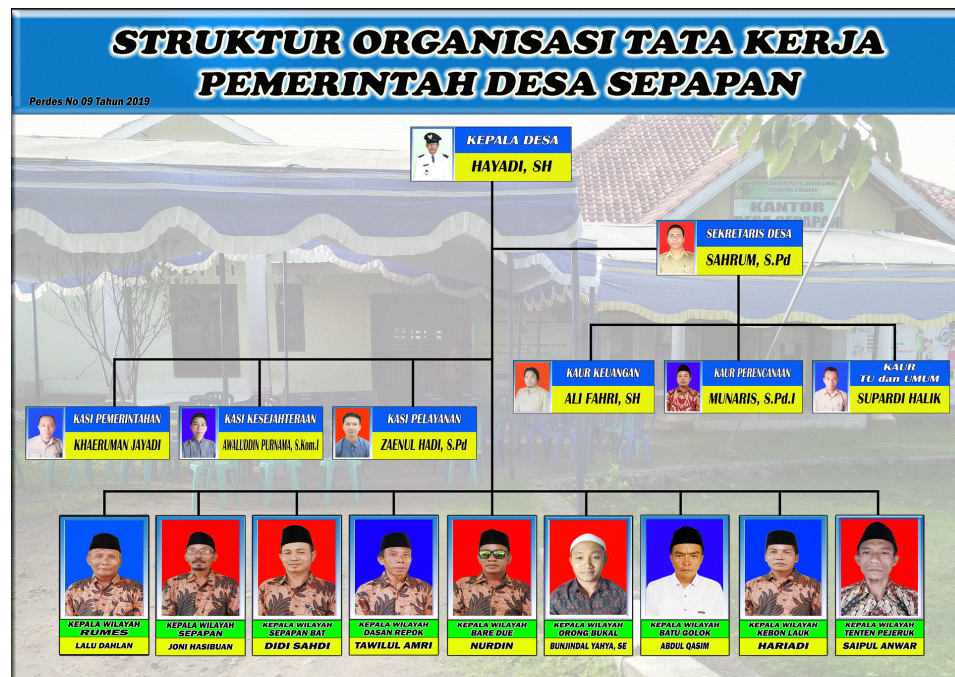 STRUKTUR ORGANISASI TATA KERJA
PEMERINTAH DESA SEPAPAN
Perdes No 09 Tahun 2019
KEPALA DESA
HAYADI, SH
KANTOR
DESA SEPAPAN
SEKRETARIS DESA
SAHRUM, S.Pd
KAUR KEUANGAN
ALI FAHRI, SH
KAUR PERENCANAAN
MUNARIS, S.Pd.I
KAUR
TU dan UMUM
SUPARDI HALIK
KASI PEMERINTAHAN
KHAERUMAN JAYADI
KASI KESEJAHTERAAN
AWALUDDIN PURNAMA, S.Kom.I
KASI PELAYANAN
ZAENUL HADI, S.Pd
KEPALA WILAYAH
RUMES
LALU DAHLAN
KEPALA WILAYAH
SEPAPAN
JONI HASIBUAN
KEPALA WILAYAH
SEPAPAN BAT
DIDI SAHDI
KEPALA WILAYAH
DASAN REPOK
TAWILUL AMRI
KEPALA WILAYAH
BARE DUE
NURDIN
KEPALA WILAYAH
ORONG BUKAL
BUNJINDAL YAHYA, SE
KEPALA WILAYAH
BATU GOLOK
ABDUL QASIM
KEPALA WILAYAH
KEBON LAUK
HARIADI
KEPALA WILAYAH
TENTEN PEJERUK
SAIPUL ANWAR